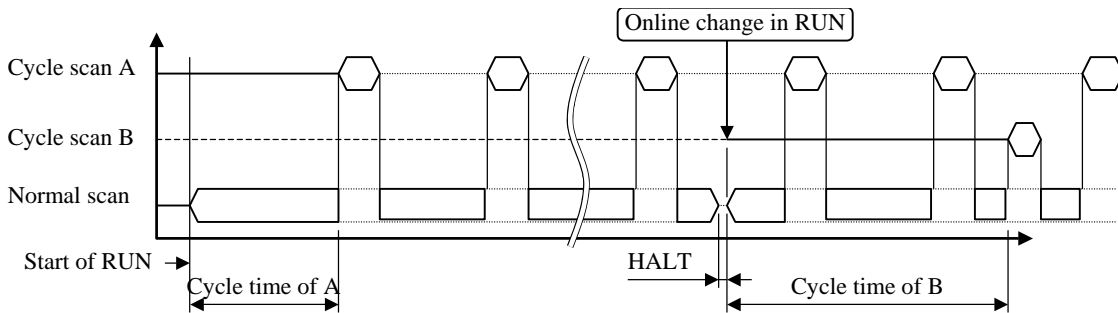 Online change in RUN
Cycle scan A
Cycle scan B
Normal scan
Start of RUN
HALT
Cycle time of A
Cycle time of B